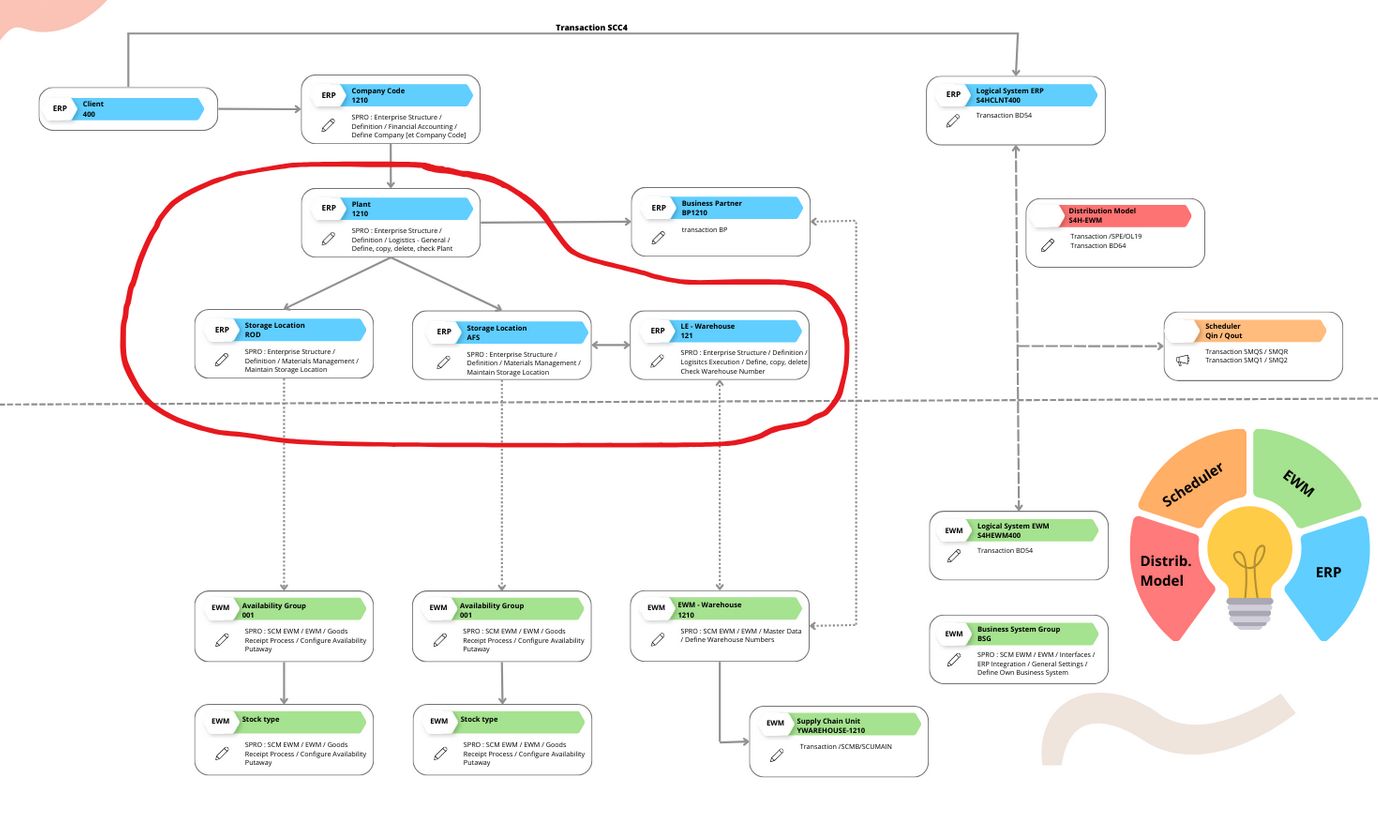 Transaction SCC4
ERP
Client
400
ERP
Company Code
1210
SPRO : Enterprise Structure /
Definition / Financial Accounting /
Define Company [et Company Code]
ERP
Logical System ERP
S4HCLNT400
Transaction BD54
ERP
Plant
1210
SPRO : Enterprise Structure /
Definition / Logistics - General /
Define, copy, delete, check Plant
ERP
Business Partner
BP1210
transaction BP
Distribution Model
S4H-EWM
Transaction /SPE/OL19
Transaction BD64
ERP
Storage Location
ROD
SPRO : Enterprise Structure /
Definition / Materials Management /
Maintain Storage Location
ERP
Storage Location
AFS
SPRO : Enterprise Structure /
Definition / Materials Management /
Maintain Storage Location
ERP
LE - Warehouse
121
SPRO : Enterprise Structure / Definition /
Logisitcs Execution / Define, copy, delete
Check Warehouse Number
Scheduler
Qin / Qout
Transaction SMQS / SMQR
Transaction SMQ1 / SMQ2
EWM
Logical System EWM
S4HEWM400
Transaction BD54
Scheduler
EWM
Distrib.
Model
ERP
EWM
Availability Group
001
SPRO : SCM EWM / EWM / Goods
Receipt Process / Configure Availability
Putaway
EWM
Availability Group
001
SPRO : SCM EWM / EWM / Goods
Receipt Process / Configure Availability
Putaway
EWM
EWM - Warehouse
1210
SPRO : SCM EWM / EWM / Master Data
/ Define Warehouse Numbers
EWM
Business System Group
BSG
SPRO : SCM EWM / EWM / Interfaces /
ERP Integration / General Settings /
Define Own Business System
EWM
Stock type
SPRO : SCM EWM / EWM / Goods
Receipt Process / Configure Availability
Putaway
EWM
Stock type
SPRO : SCM EWM / EWM / Goods
Receipt Process / Configure Availability
Putaway
EWM
Supply Chain Unit
YWAREHOUSE-1210
Transaction /SCMB/SCUMAIN